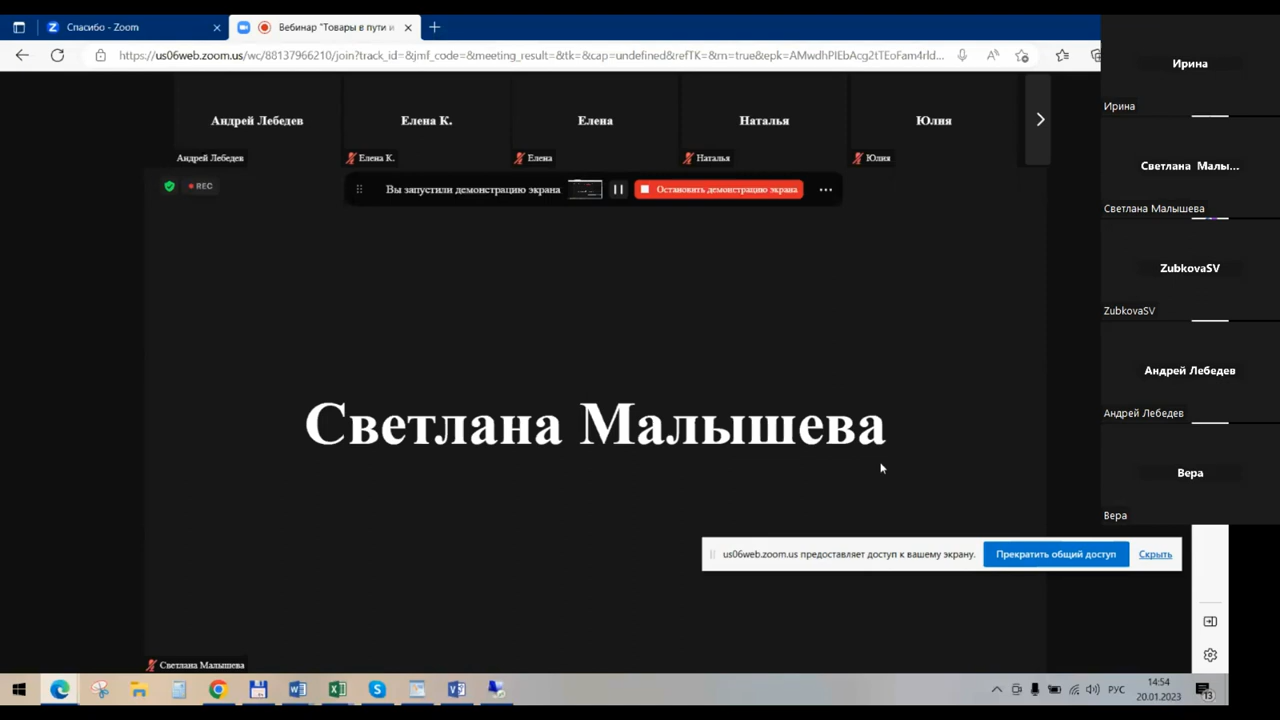 Спасибо - Zoom
Вебинар "Товары в пути и
https://us06web.zoom.us/wc/88137966210/join?track_id=&jmf_code=&meeting_result=&tk=&cap=undefined&refTK=&rn=true&epk=AMwdhPIEbAcg2tTEoFam4rld...
Андрей Лебедев
Елена К.
Елена
Наталья
Юлия
Андрей Лебедев
Елена К.
Елена
Наталья
Юлия
REC
Вы запустили демонстрацию экрана
Остановить демонстрацию экрана
Светлана Малышева
us06web.zoom.us предоставляет доступ к вашему экрану.
Прекратить общий доступ
Скрыть
Светлана Малышева
Ирина
Ирина
Светлана Малы...
Светлана Малышева
ZubkovaSV
ZubkovaSV
Андрей Лебедев
Андрей Лебедев
Вера
Вера
РУС
14:54
20.01.2023
13